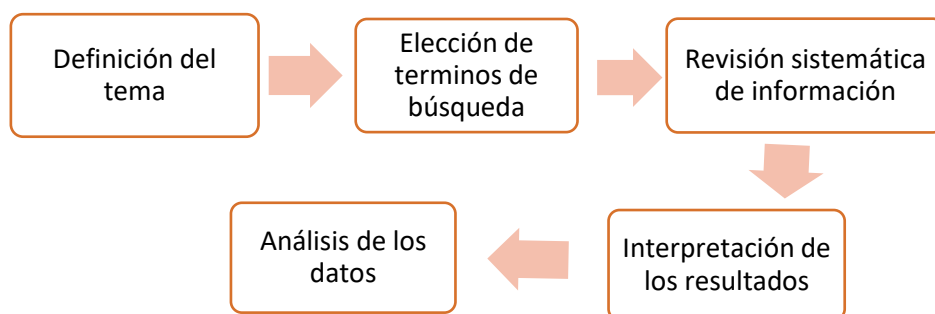 Definición del
tema
Elección de
terminos de
búsqueda
Revisión sistemática
de información
Interpretación de
los resultados
Análisis de los
datos